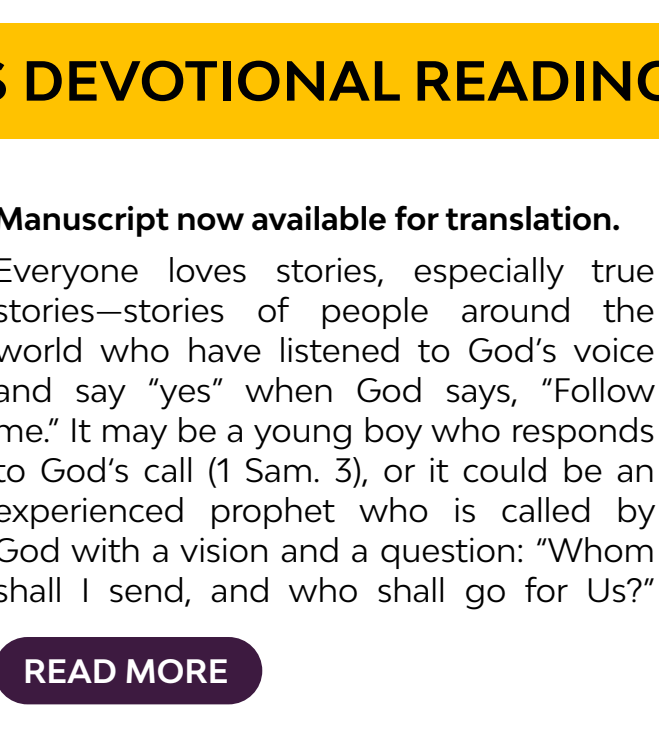 S DEVOTIONAL READING
Manuscript now available for translation.
Everyone loves stories, especially true
stories—stories of people around the
world who have listened to God's voice
and say "yes" when God says, "Follow
me." It may be a young boy who responds
to God's call (1 Sam. 3), or it could be an
experienced prophet who is called by
God with a vision and a question: "Whom
shall I send, and who shall go for Us?"
READ MORE